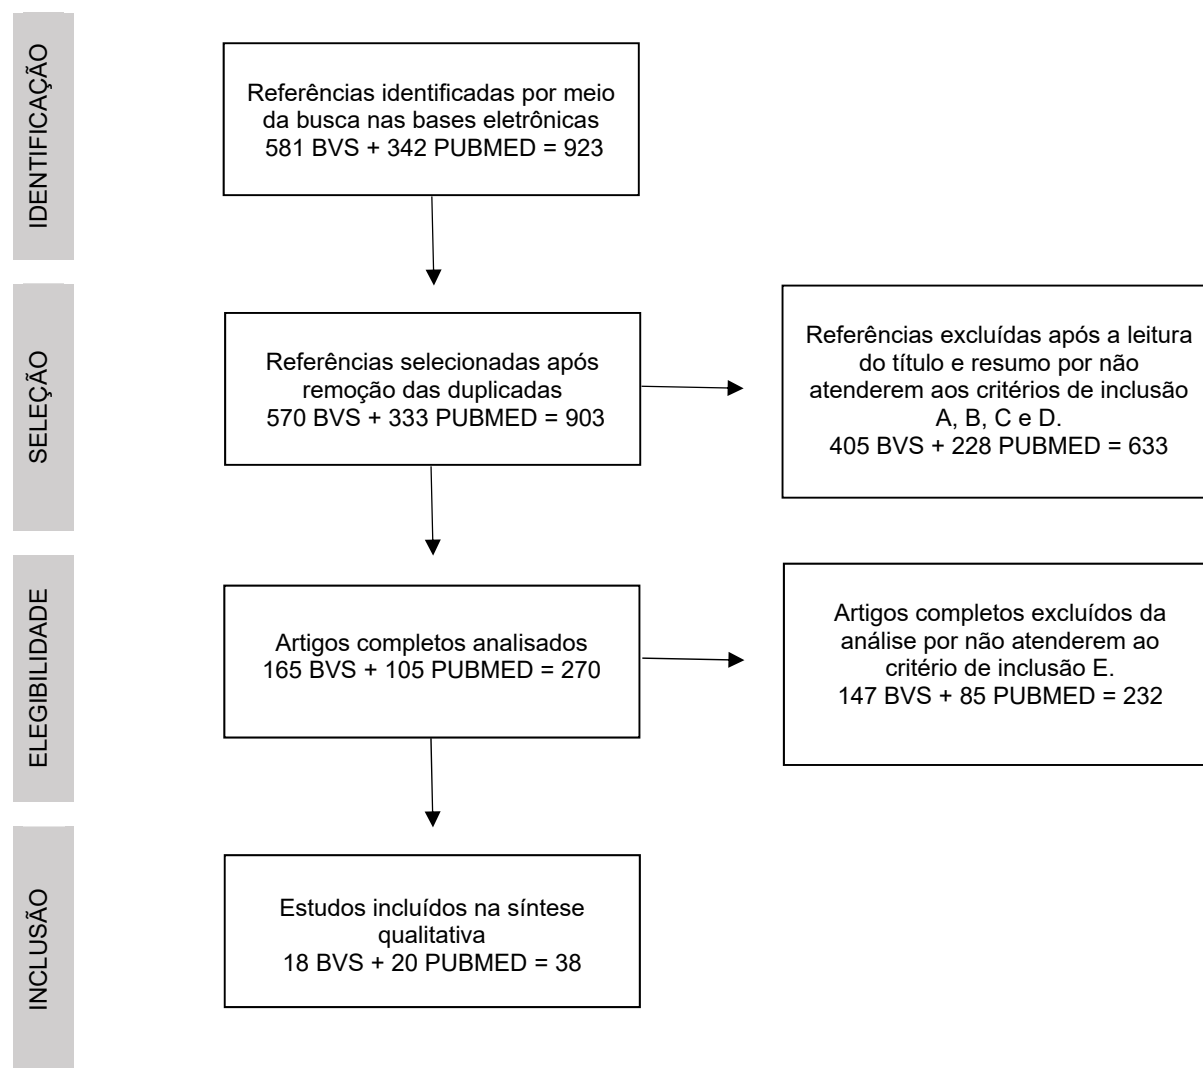 IDENTIFICAÇÃO
Referências identificadas por meio
da busca nas bases eletrônicas
581 BVS + 342 PUBMED = 923
SELEÇÃO
Referências selecionadas após
remoção das duplicadas
570 BVS + 333 PUBMED = 903
Referências excluídas após a leitura
do título e resumo por não
atenderem aos critérios de inclusão
A, B, C e D.
405 BVS + 228 PUBMED = 633
ELEGIBILIDADE
Artigos completos analisados
165 BVS + 105 PUBMED = 270
Artigos completos excluídos da
análise por não atenderem ao
critério de inclusão E.
147 BVS + 85 PUBMED = 232
INCLUSÃO
Estudos incluídos na síntese
qualitativa
18 BVS + 20 PUBMED = 38